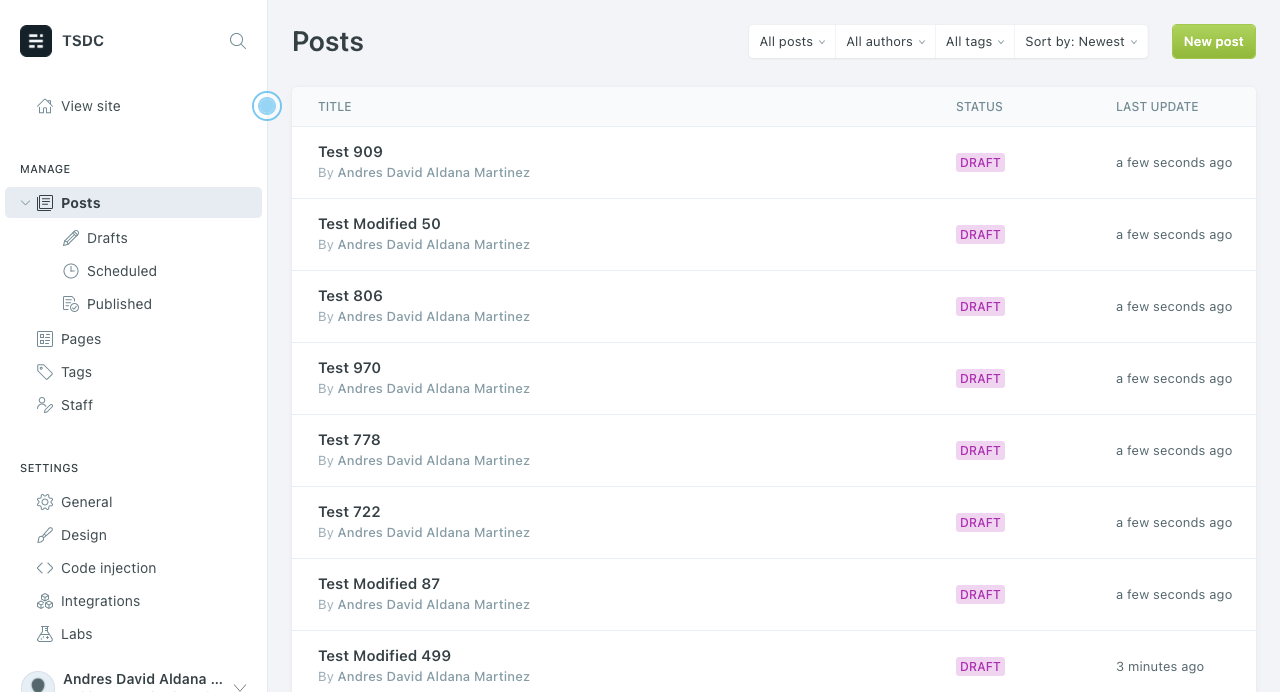 TSDC
View site
MANAGE
Posts
Drafts
Scheduled
Published
Pages
Tags
Staff
SETTINGS
General
Design
Code injection
Integrations
Labs
Andres David Aldana ...
Posts
All posts
All authors
All tags
Sort by: Newest
New post
TITLE STATUS LAST UPDATE
Test 909
By Andres David Aldana Martinez
DRAFT
a few seconds ago
Test Modified 50
By Andres David Aldana Martinez
DRAFT
a few seconds ago
Test 806
By Andres David Aldana Martinez
DRAFT
a few seconds ago
Test 970
By Andres David Aldana Martinez
DRAFT
a few seconds ago
Test 778
By Andres David Aldana Martinez
DRAFT
a few seconds ago
Test 722
By Andres David Aldana Martinez
DRAFT
a few seconds ago
Test Modified 87
By Andres David Aldana Martinez
DRAFT
a few seconds ago
Test Modified 499
By Andres David Aldana Martinez
DRAFT
3 minutes ago